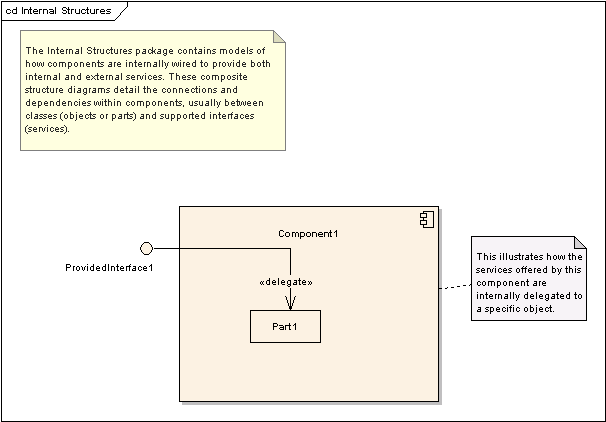 cd Internal Structures
The Internal Structures package contains models of
how components are internally wired to provide both
internal and external services. These composite
structure diagrams detail the connections and
dependencies within components, usually between
classes (objects or parts) and supported interfaces
(services).
Component1
ProvidedInterface1
«delegate»
Part1
This illustrates how the
services offered by this
component are
internally delegated to
a specific object.